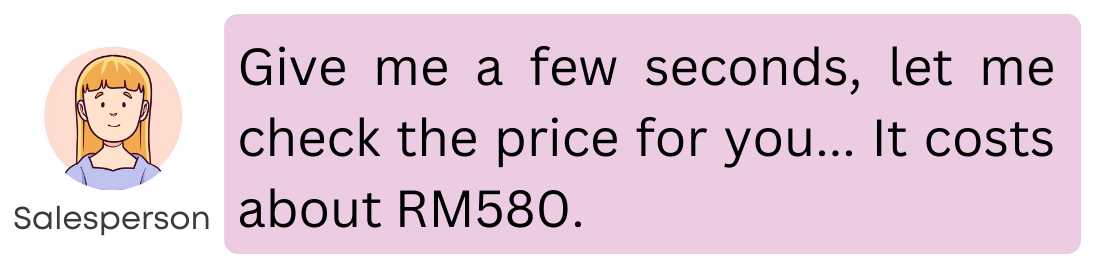 Give me a few seconds, let me
check the price for you... It costs
about RM580.
Salesperson